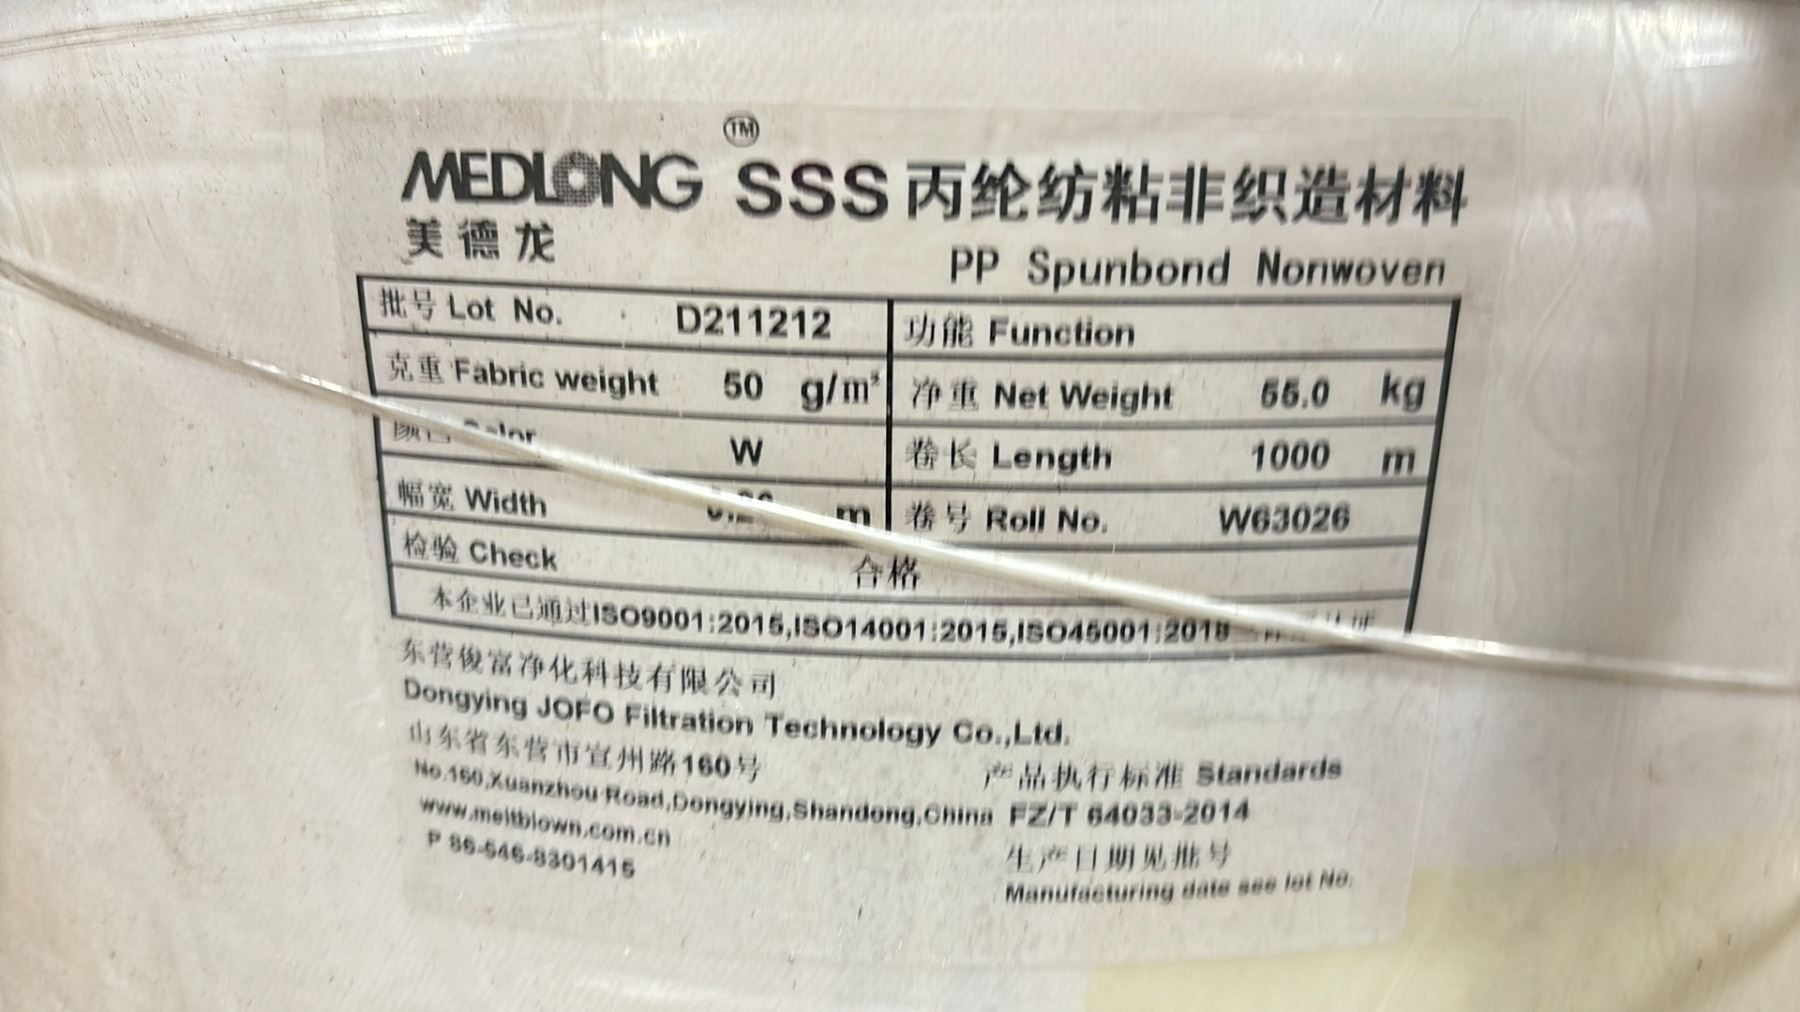 MEDLONG TM SSS 丙纶纺粘非织造材料
美德龙
PP Spunbond Nonwoven
批号 Lot No. D211212 功能 Function
克重 Fabric weight 50 g/m² 净重 Net Weight kg
W 卷长 Length 1000 m
幅宽 Width m 卷号 Roll No. W63026
检验 Check 合格
本企业已通过ISO9001:2015,ISO14001:2015,ISO45001:2018
东营俊富净化科技有限公司
Dongying JOFO Filtration Technology Co.,Ltd.
山东省东营市宣州路160号
No.160,Xuanzhou Road,Dongying,Shandong,China
www.meltblown.com.cn
P 86-546-8301415
产品执行标准 Standards
FZ/T 64033-2014
生产日期见批号
Manufacturing date see lot No.